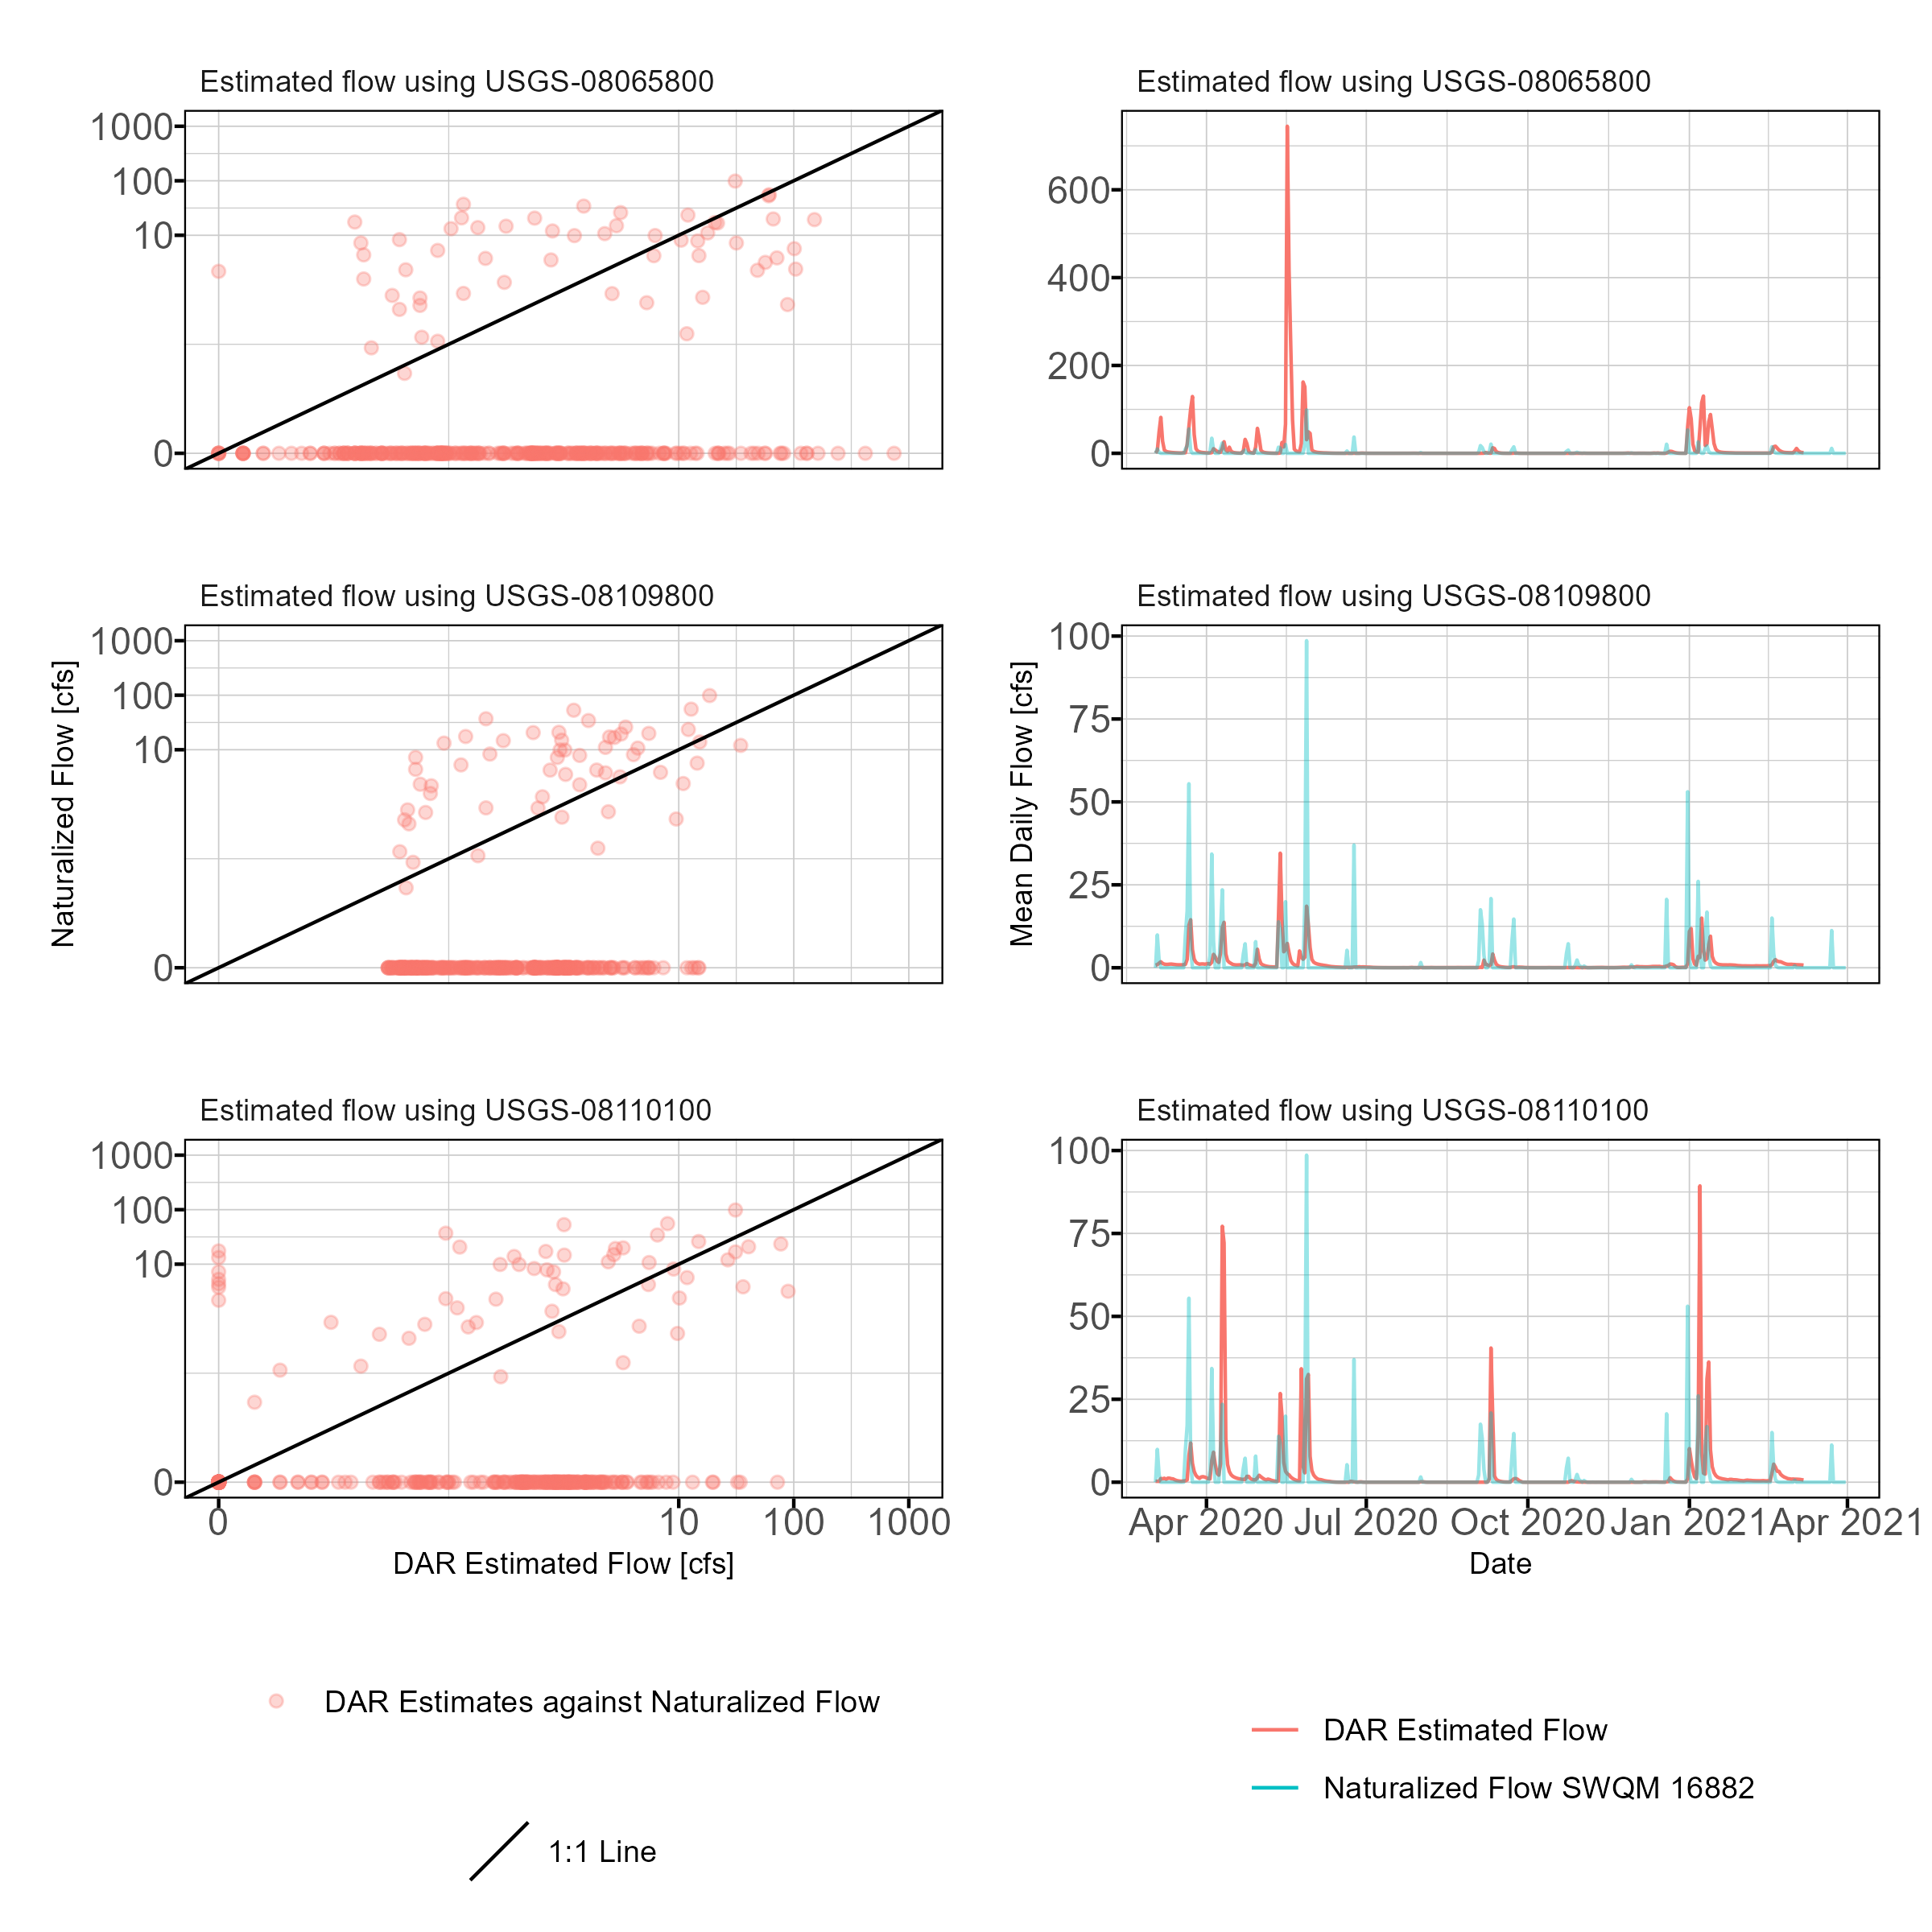 Estimated flow using USGS-08065800
1000
100
10
0
Estimated flow using USGS-08065800
600
400
200
0
Estimated flow using USGS-08109800
1000
100
10
0
Naturalized Flow [cfs]
Estimated flow using USGS-08109800
100
75
50
25
0
Mean Daily Flow [cfs]
Estimated flow using USGS-08110100
1000
100
10
0
0 10 100 1000
DAR Estimated Flow [cfs]
Estimated flow using USGS-08110100
100
75
50
25
0
Apr 2020 Jul 2020 Oct 2020 Jan 2021 Apr 2021
Date
DAR Estimates against Naturalized Flow
1:1 Line
DAR Estimated Flow
Naturalized Flow SWQM 16882